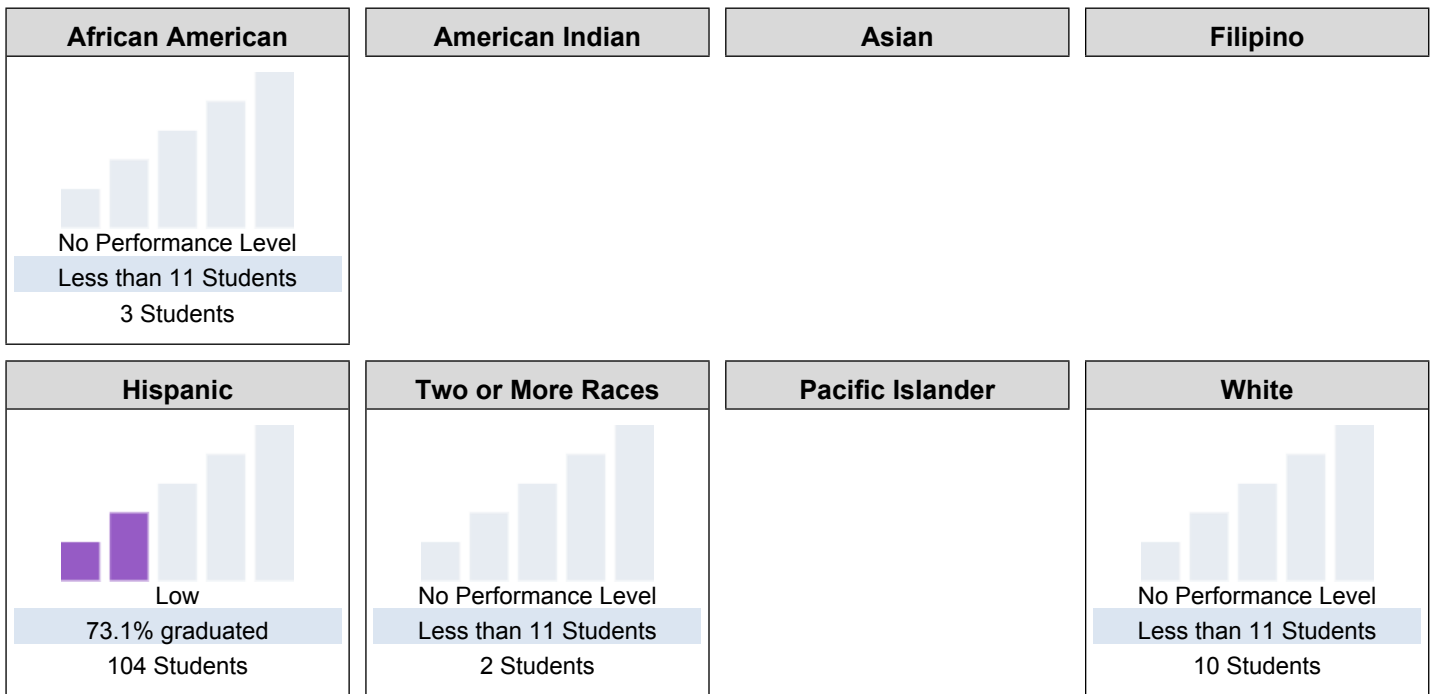 African American
American Indian
Asian
Filipino
No Performance Level
Less than 11 Students
3 Students
Hispanic
Two or More Races
Pacific Islander
White
Low
73.1% graduated
104 Students
No Performance Level
Less than 11 Students
2 Students
No Performance Level
Less than 11 Students
10 Students